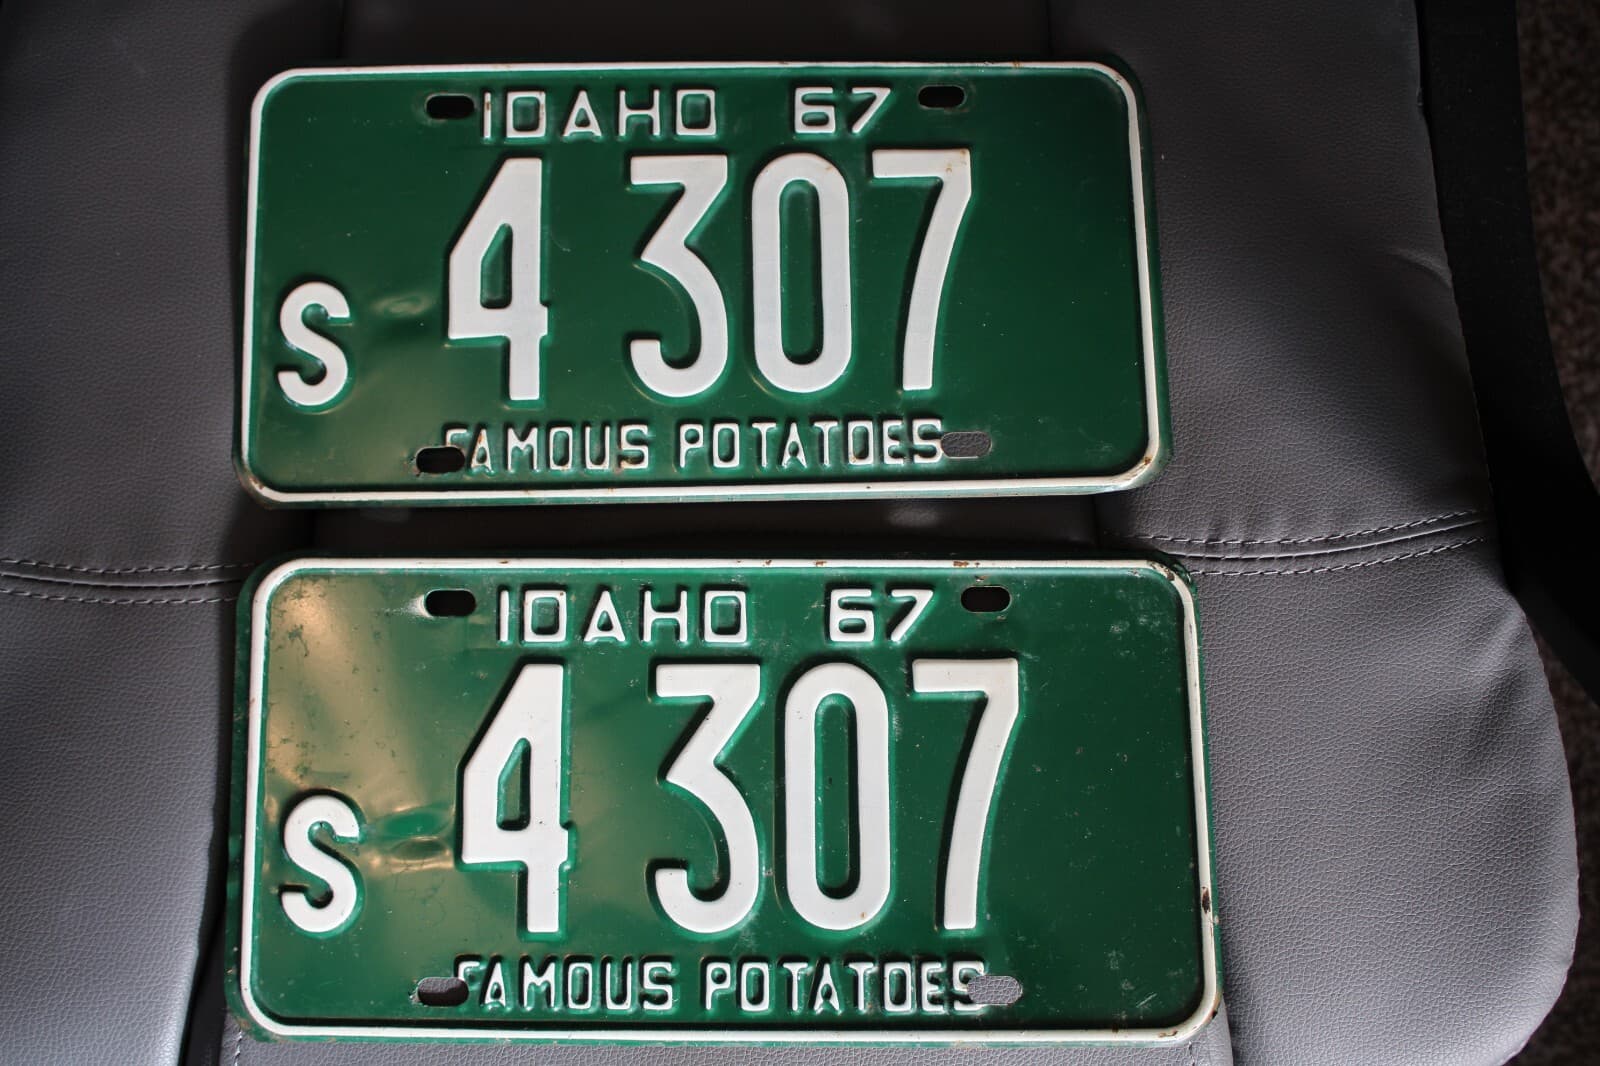 IDAHO 67
S 4 307
FAMOUS POTATOES
IDAHO 67
S 4 307
FAMOUS POTATOES